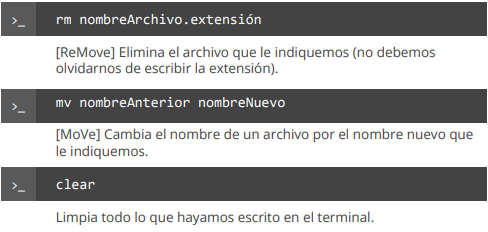 >_ rm nombreArchivo.extensión
[ReMove] Elimina el archivo que le indiquemos (no debemos
olvidarnos de escribir la extensión).
>_ mv nombreAnterior nombreNuevo
[MoVe] Cambia el nombre de un archivo por el nombre nuevo que
le indiquemos.
>_ clear
Limpia todo lo que hayamos escrito en el terminal.